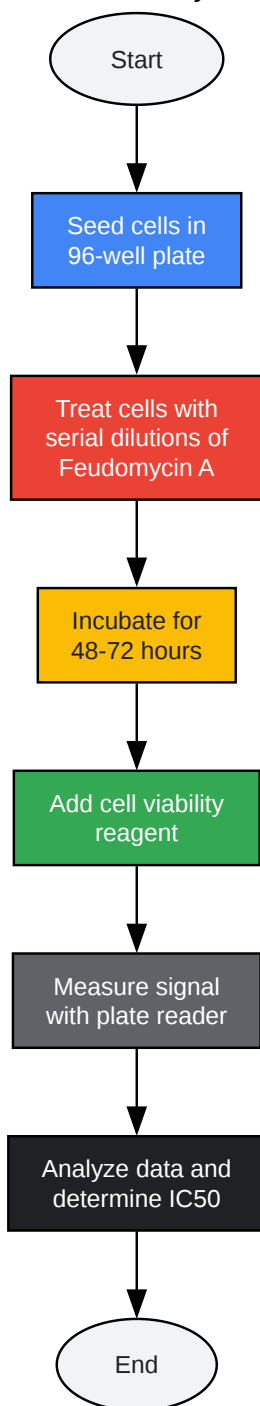 Start
Seed cells in
96-well plate
Treat cells with
serial dilutions of
Feudomycin A
Incubate for
48-72 hours
Add cell viability
reagent
Measure signal
with plate reader
Analyze data and
determine IC50
End